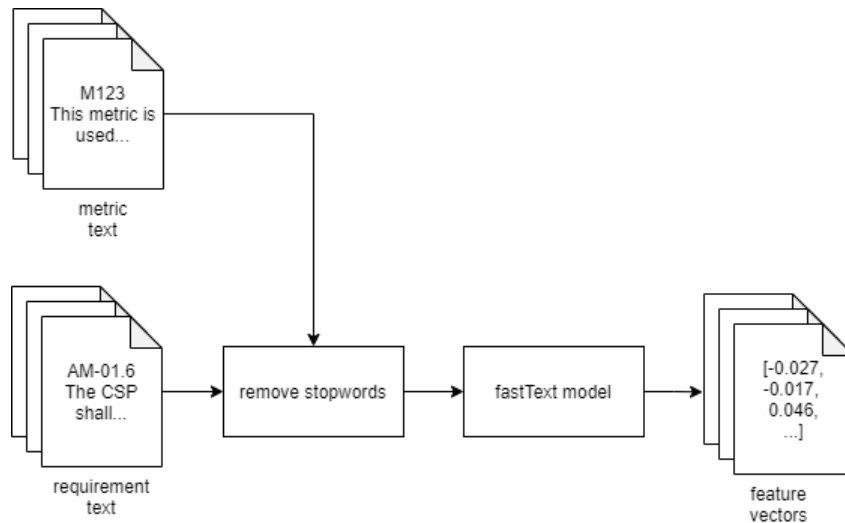 M123
This metric is
used...
metric
text
AM-01.6
The CSP
shall...
requirement
text
remove stopwords
fastText model
[-0.027,
-0.017,
0.046,
...]
feature
vectors